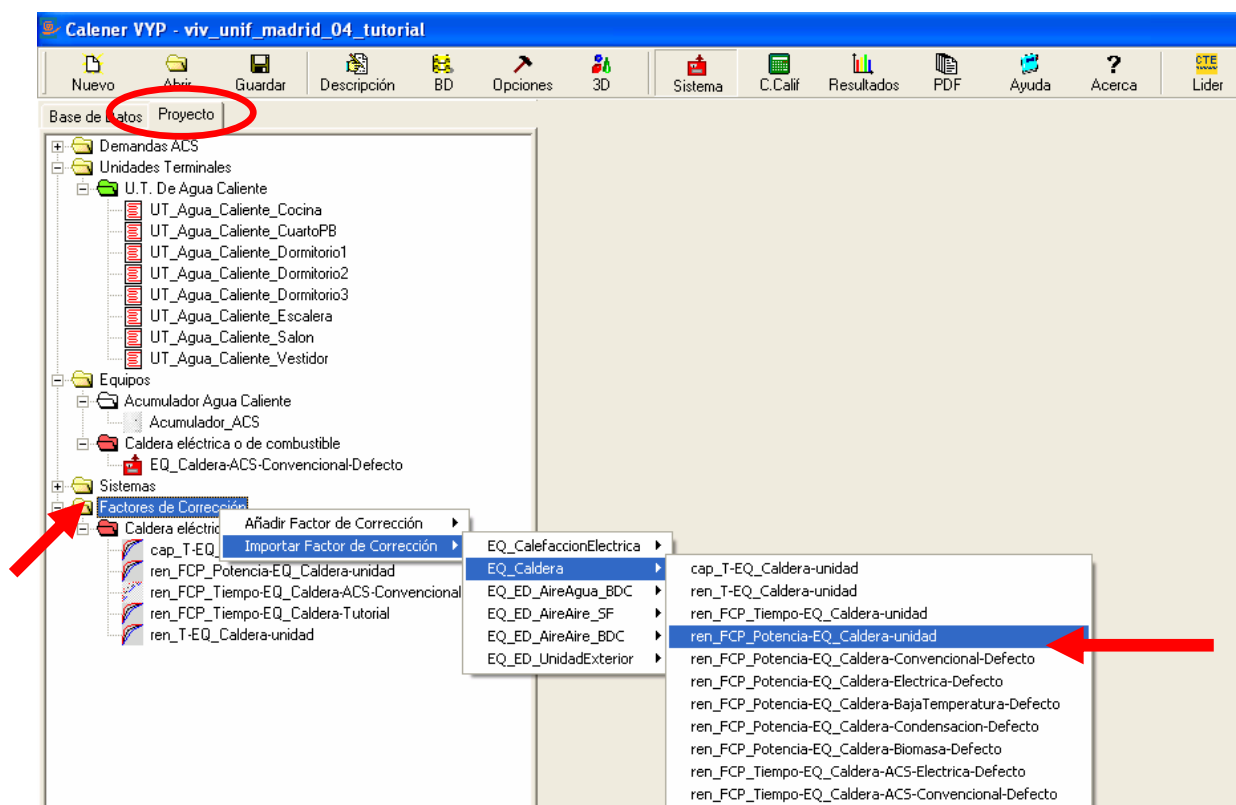 Calener VYP - viv_unif_madrid_04_tutorial
Nuevo Abrir Guardar Descripción BD Opciones 3D Sistema C.Calif Resultados PDF Ayuda Acerca CTE Lider
Base de Datos Proyecto
Demandas ACS
Unidades Terminales
U.T. De Agua Caliente
UT_Agua_Caliente_Cocina
UT_Agua_Caliente_CuartoPB
UT_Agua_Caliente_Dormitorio1
UT_Agua_Caliente_Dormitorio2
UT_Agua_Caliente_Dormitorio3
UT_Agua_Caliente_Escalera
UT_Agua_Caliente_Salon
UT_Agua_Caliente_Vestidor
Equipos
Acumulador Agua Caliente
Acumulador_ACS
Caldera eléctrica o de combustible
EQ_Caldera-ACS-Convencional-Defecto
Sistemas
Factores de Corrección
Caldera eléctric
cap_T-EQ_
ren_FCP_Potencia-EQ_Caldera-unidad
ren_FCP_Tiempo-EQ_Caldera-ACS-Convencional
ren_FCP_Tiempo-EQ_Caldera-Tutorial
ren_T-EQ_Caldera-unidad
Añadir Factor de Corrección
Importar Factor de Corrección
EQ_CalefaccionElectrica
EQ_Caldera
EQ_ED_AireAgua_BDC
EQ_ED_AireAire_SF
EQ_ED_AireAire_BDC
EQ_ED_UnidadExterior
cap_T-EQ_Caldera-unidad
ren_T-EQ_Caldera-unidad
ren_FCP_Tiempo-EQ_Caldera-unidad
ren_FCP_Potencia-EQ_Caldera-unidad
ren_FCP_Potencia-EQ_Caldera-Convencional-Defecto
ren_FCP_Potencia-EQ_Caldera-Electrica-Defecto
ren_FCP_Potencia-EQ_Caldera-BajaTemperatura-Defecto
ren_FCP_Potencia-EQ_Caldera-Condensacion-Defecto
ren_FCP_Potencia-EQ_Caldera-Biomasa-Defecto
ren_FCP_Tiempo-EQ_Caldera-ACS-Electrica-Defecto
ren_FCP_Tiempo-EQ_Caldera-ACS-Convencional-Defecto